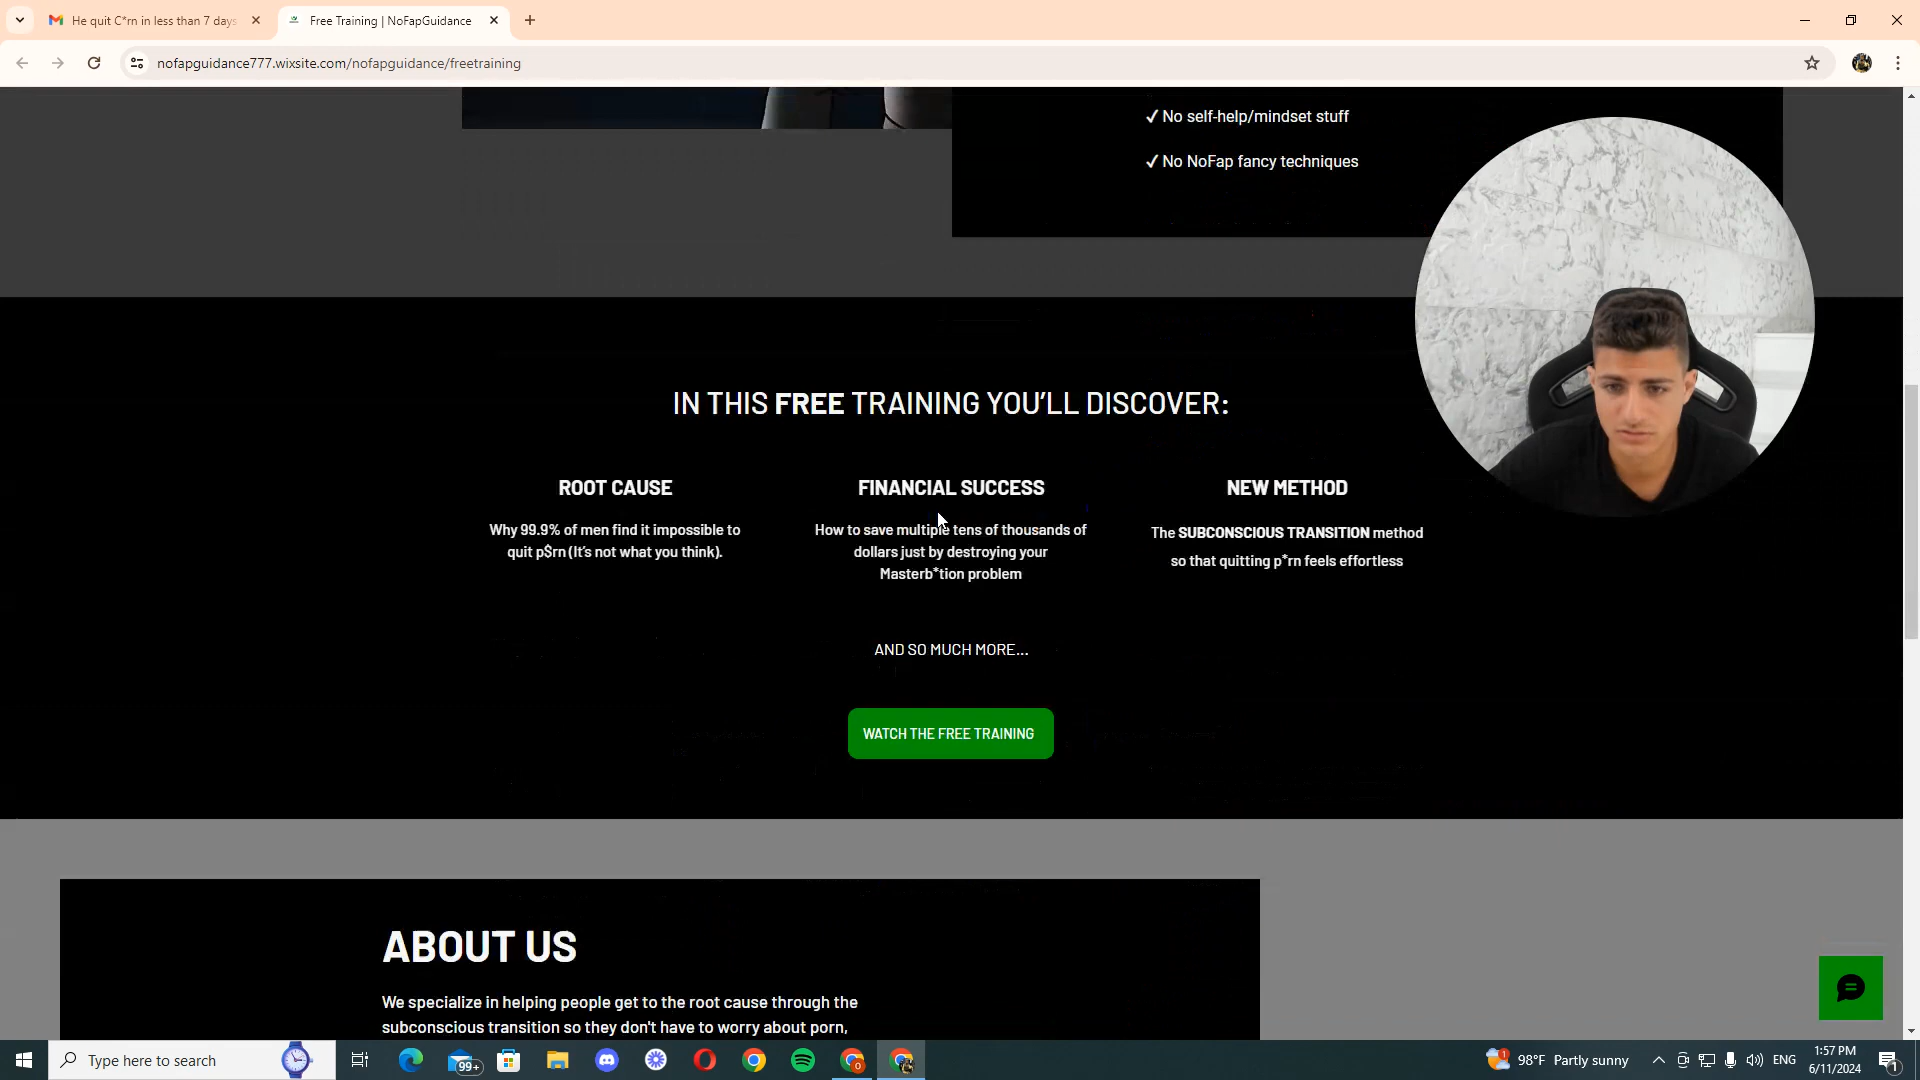 He quit C*rn in less than 7 days
Free Training | NoFapGuidance
nofapguidance777.wixsite.com/nofapguidance/freetraining
✓ No self-help/mindset stuff
✓ No NoFap fancy techniques
IN THIS FREE TRAINING YOU'LL DISCOVER:
ROOT CAUSE
Why 99.9% of men find it impossible to
quit p$rn (It's not what you think).
FINANCIAL SUCCESS
How to save multiple tens of thousands of
dollars just by destroying your
Masterb*tion problem
NEW METHOD
The SUBCONSCIOUS TRANSITION method
so that quitting p*rn feels effortless
AND SO MUCH MORE...
WATCH THE FREE TRAINING
ABOUT US
We specialize in helping people get to the root cause through the
subconscious transition so they don't have to worry about porn,
Type here to search
99+
98°F Partly sunny
ENG
1:57 PM
6/11/2024